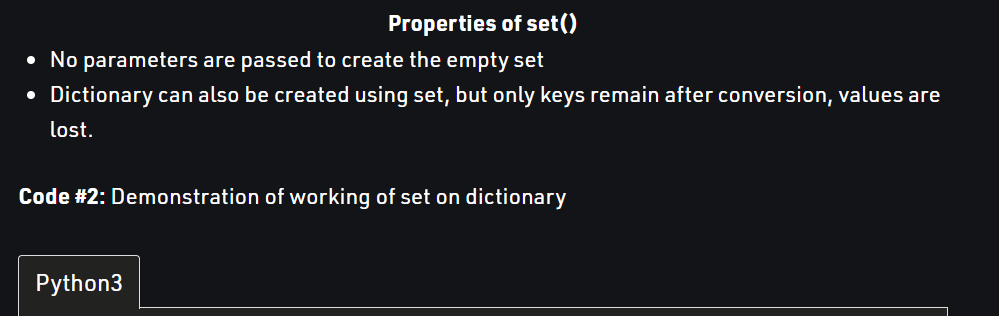 Properties of set()
• No parameters are passed to create the empty set
• Dictionary can also be created using set, but only keys remain after conversion, values are
lost.
Code #2: Demonstration of working of set on dictionary
Python3